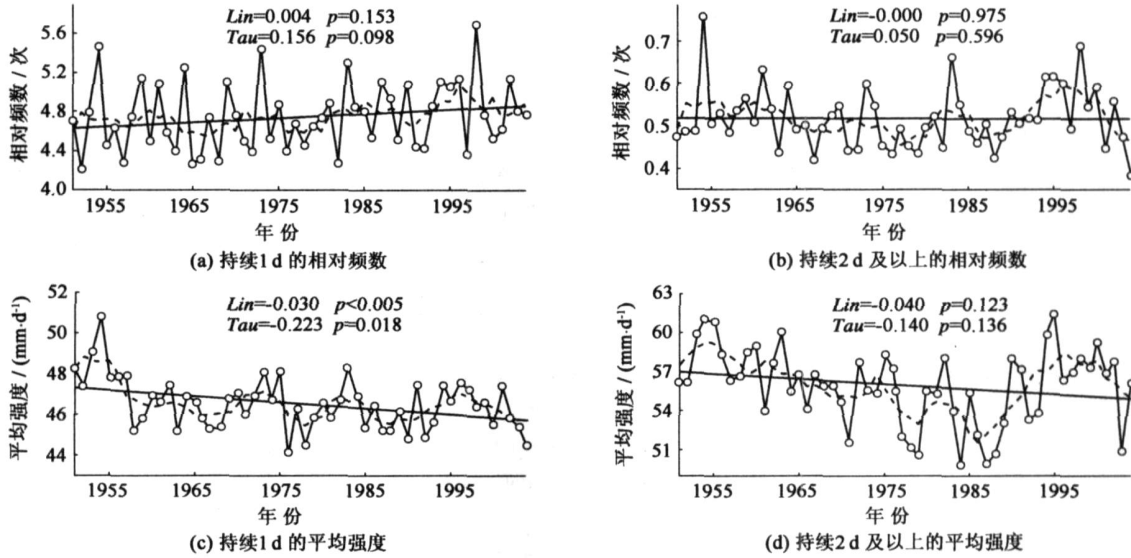 Lin=0.004 p=0.153
Tau=0.156 p=0.098
相对频数 / 次
5.6
5.2
4.8
4.4
4.0
1955 1965 1975 1985 1995
年 份
(a) 持续1 d 的相对频数
Lin=-0.000 p=0.975
Tau=0.050 p=0.596
相对频数 / 次
0.7
0.6
0.5
0.4
1955 1965 1975 1985 1995
年 份
(b) 持续2 d 及以上的相对频数
Lin=-0.030 p<0.005
Tau=-0.223 p=0.018
平均强度 / (mm·d⁻¹)
52
50
48
46
44
1955 1965 1975 1985 1995
年 份
(c) 持续1 d 的平均强度
Lin=-0.040 p=0.123
Tau=-0.140 p=0.136
平均强度 / (mm·d⁻¹)
63
60
57
55
51
1955 1965 1975 1985 1995
年 份
(d) 持续2 d 及以上的平均强度